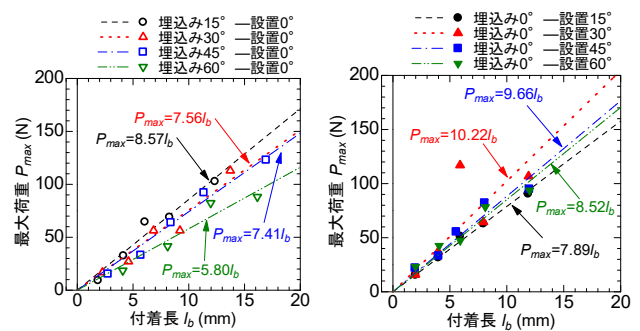 埋込み15° ―設置0°
埋込み30° ―設置0°
埋込み45° ―設置0°
埋込み60° ―設置0°
200
150
100
50
0
最大荷重 Pmax (N)
Pmax=7.56lb
Pmax=8.57lb
Pmax=7.41lb
Pmax=5.80lb
0 5 10 15 20
付着長 lb (mm)
埋込み0° ―設置15°
埋込み0° ―設置30°
埋込み0° ―設置45°
埋込み0° ―設置60°
200
150
100
50
0
最大荷重 Pmax (N)
Pmax=9.66lb
Pmax=10.22lb
Pmax=8.52lb
Pmax=7.89lb
0 5 10 15 20
付着長 lb (mm)